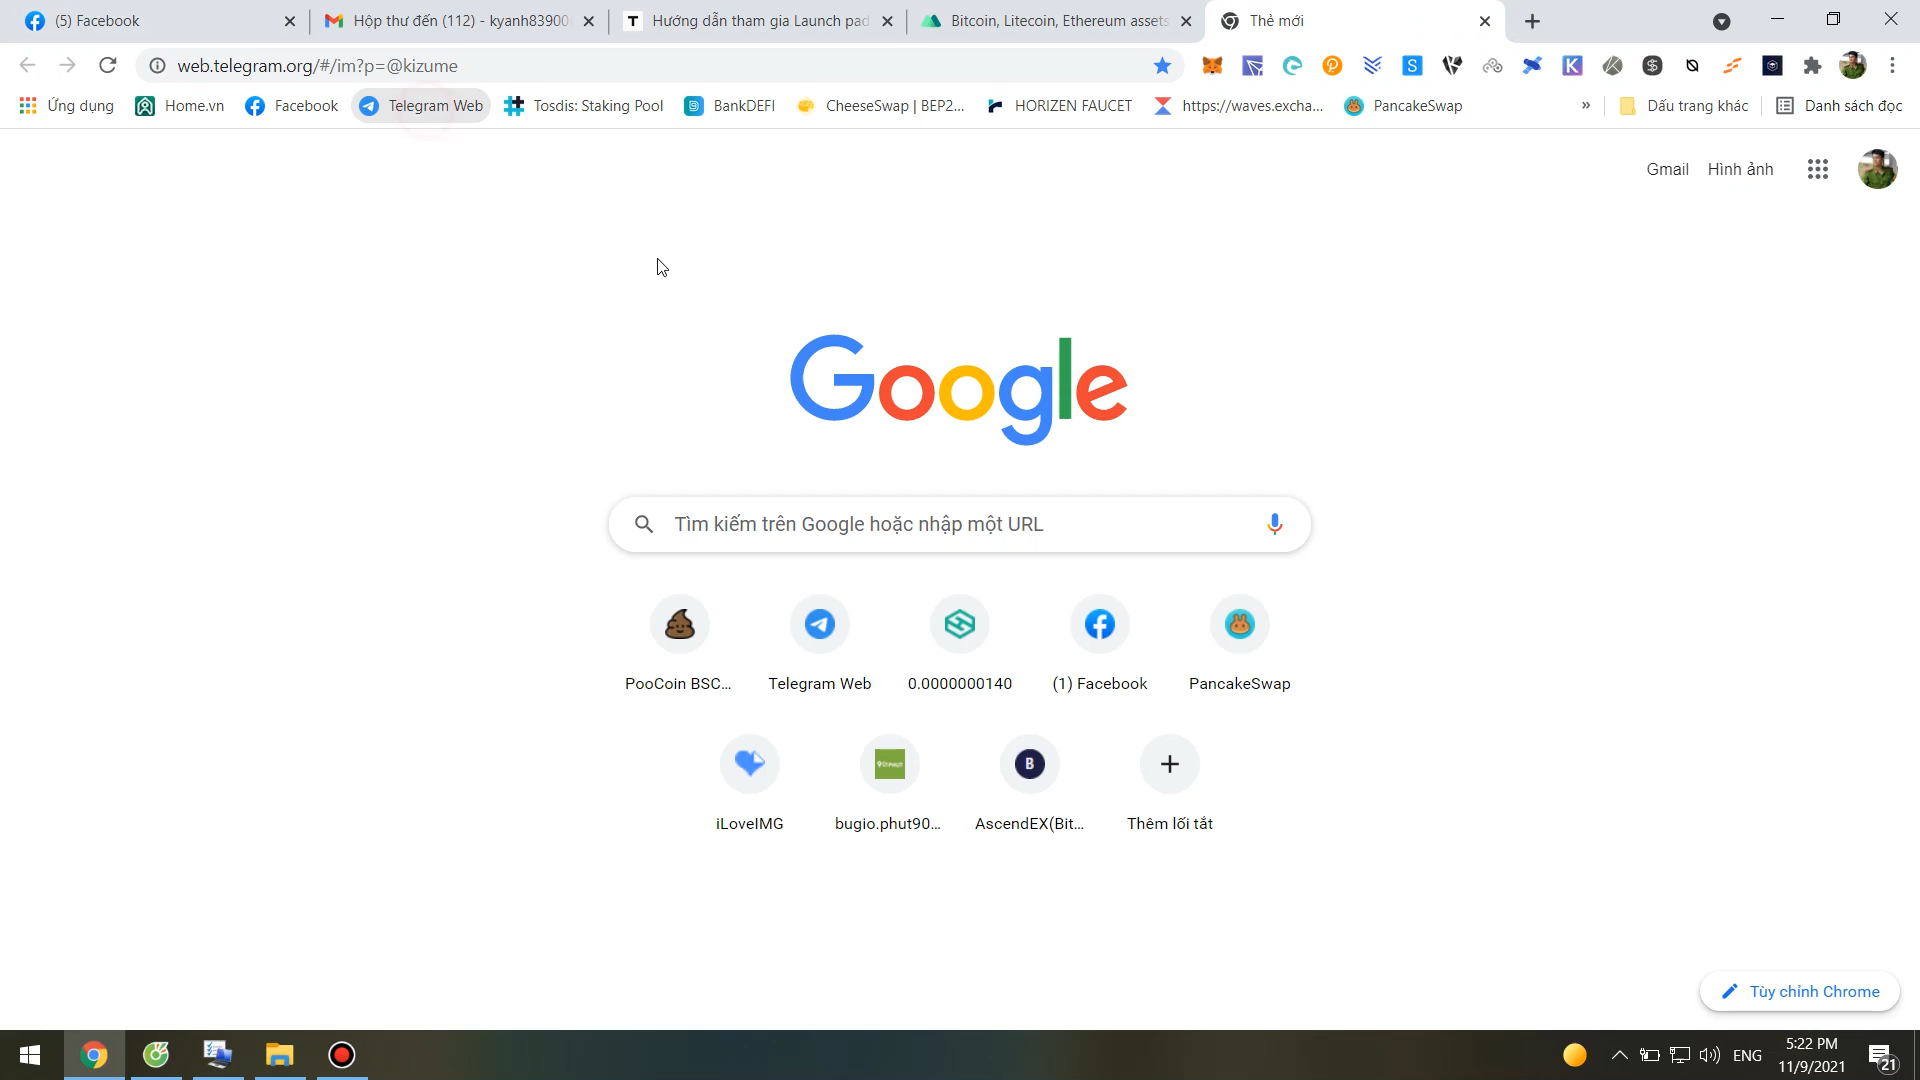 (5) Facebook
Hộp thư đến (112) - kyanh83900
Hướng dẫn tham gia Launch pad
Bitcoin, Litecoin, Ethereum assets
Thẻ mới
web.telegram.org/#/im?p=@kizume
Ứng dụng
Home.vn
Facebook
Telegram Web
Tosdis: Staking Pool
BankDEFI
CheeseSwap | BEP2...
HORIZEN FAUCET
https://waves.excha...
PancakeSwap
»
Dấu trang khác
Danh sách đọc
Gmail
Hình ảnh
Google
Tìm kiếm trên Google hoặc nhập một URL
PooCoin BSC...
Telegram Web
0.0000000140
(1) Facebook
PancakeSwap
iLoveIMG
bugio.phut90...
AscendEX(Bit...
Thêm lối tắt
Tùy chỉnh Chrome
ENG
5:22 PM
11/9/2021
21